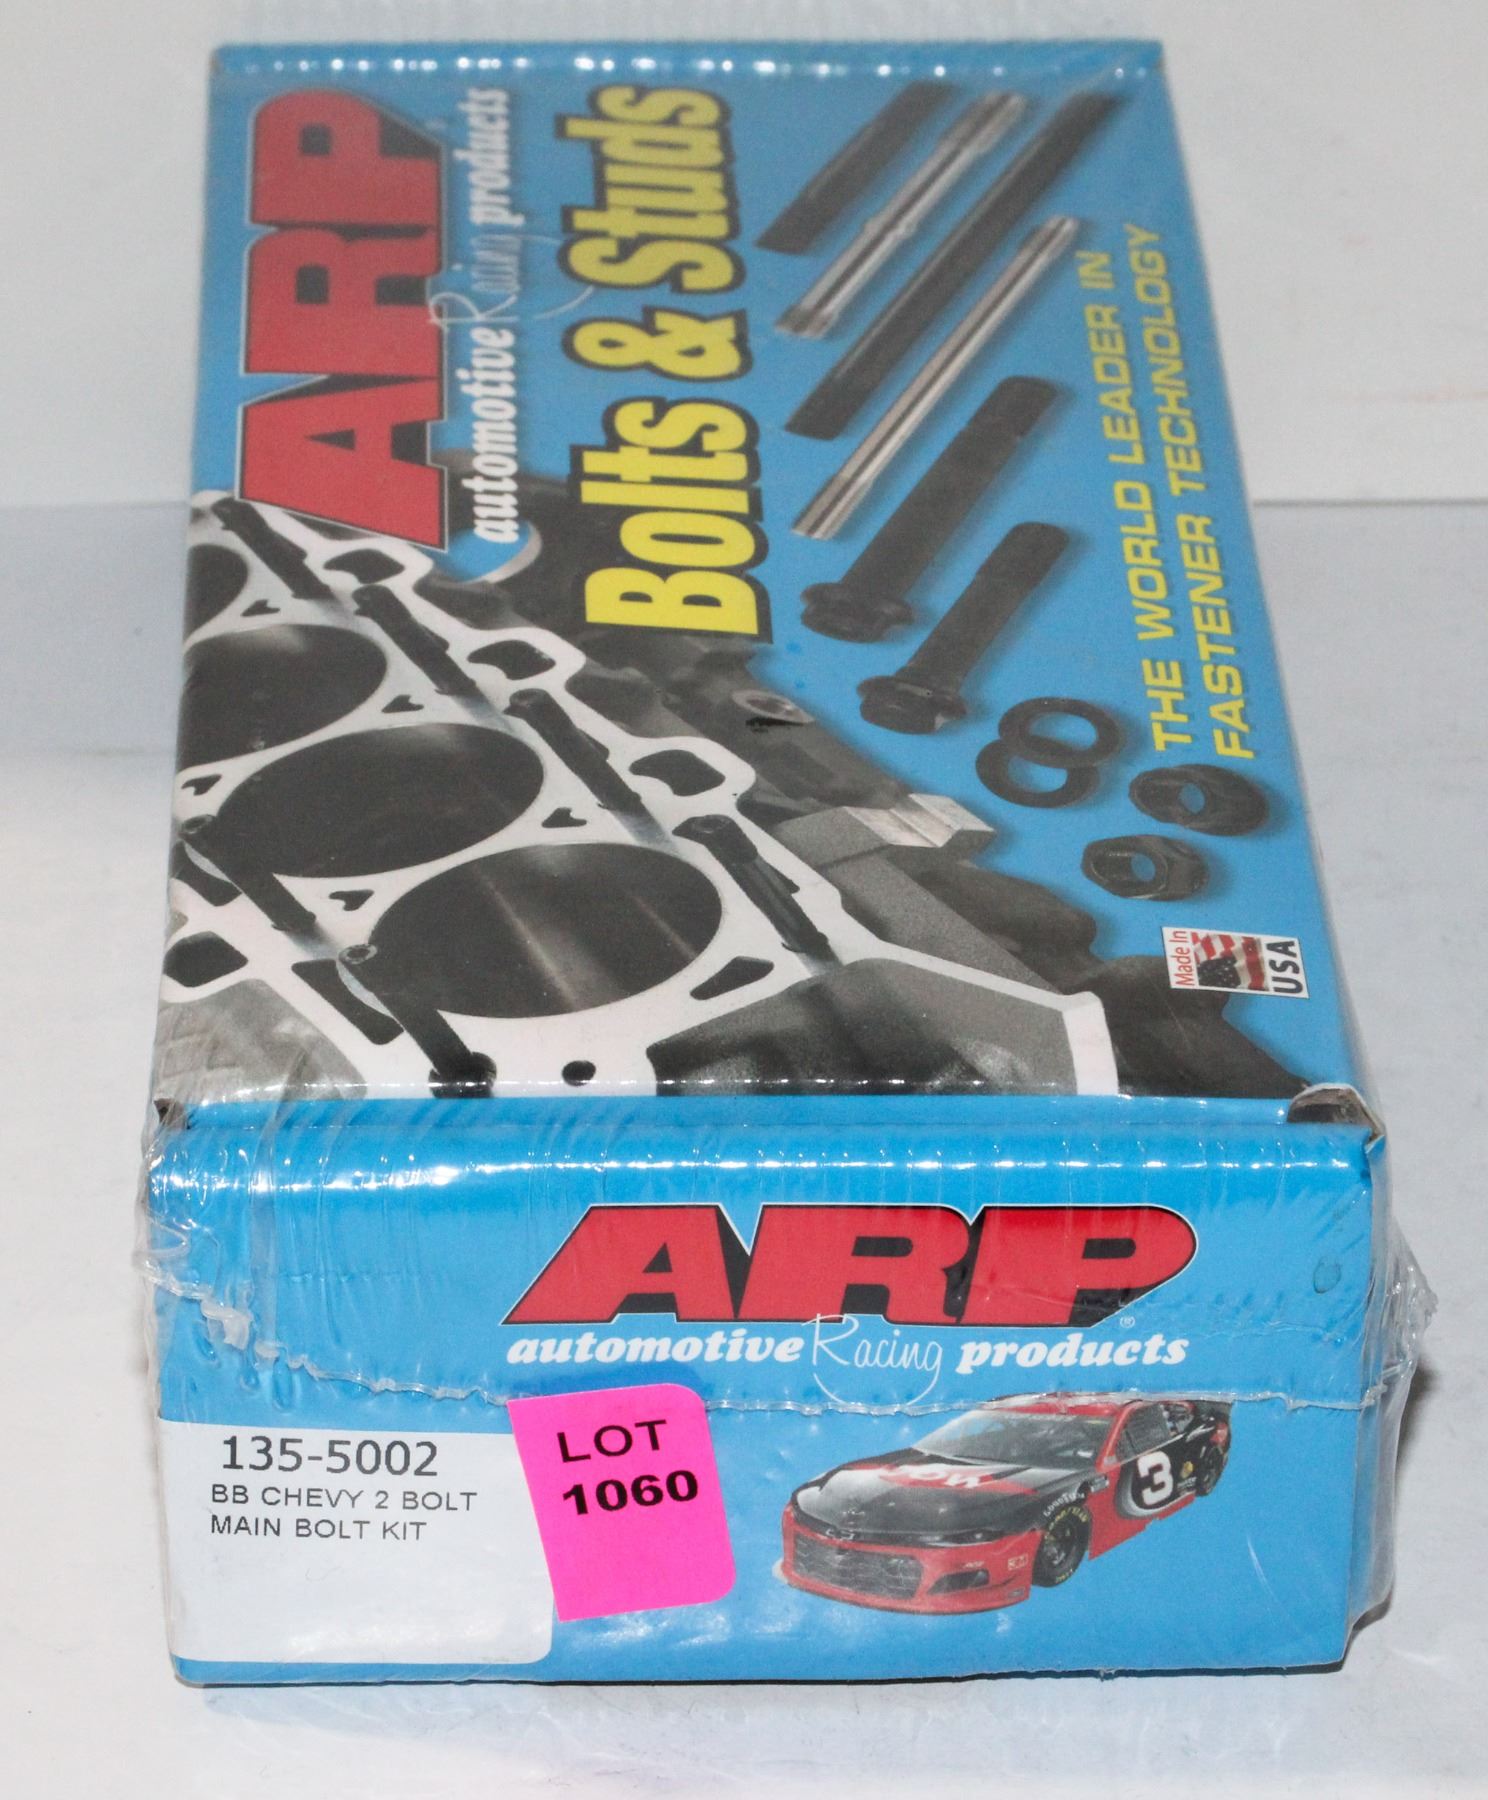 ARP
automotive Racing products
Bolts & Studs
THE WORLD LEADER IN
FASTENER TECHNOLOGY
Made In
USA
ARP®
automotive Racing products
135-5002
BB CHEVY 2 BOLT
MAIN BOLT KIT
LOT
1060
3